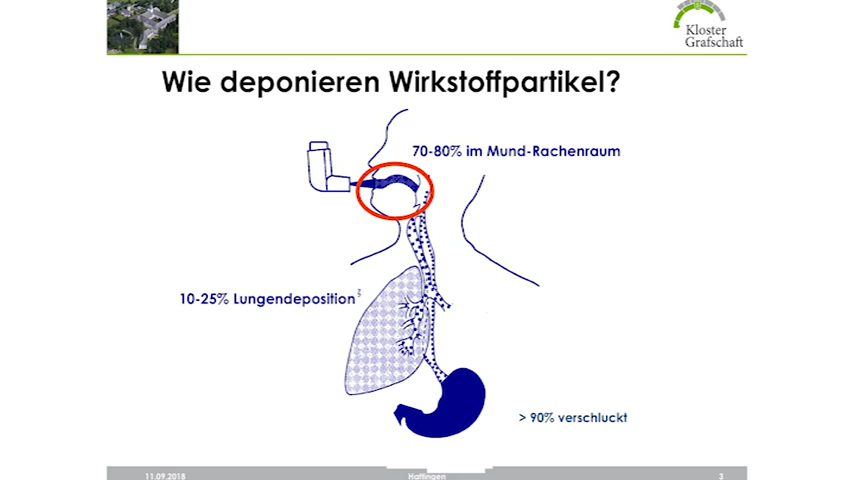 Kloster
Grafschaft
Wie deponieren Wirkstoffpartikel?
70-80% im Mund-Rachenraum
10-25% Lungendeposition
> 90% verschluckt
11.09.2018
Hattingen
3